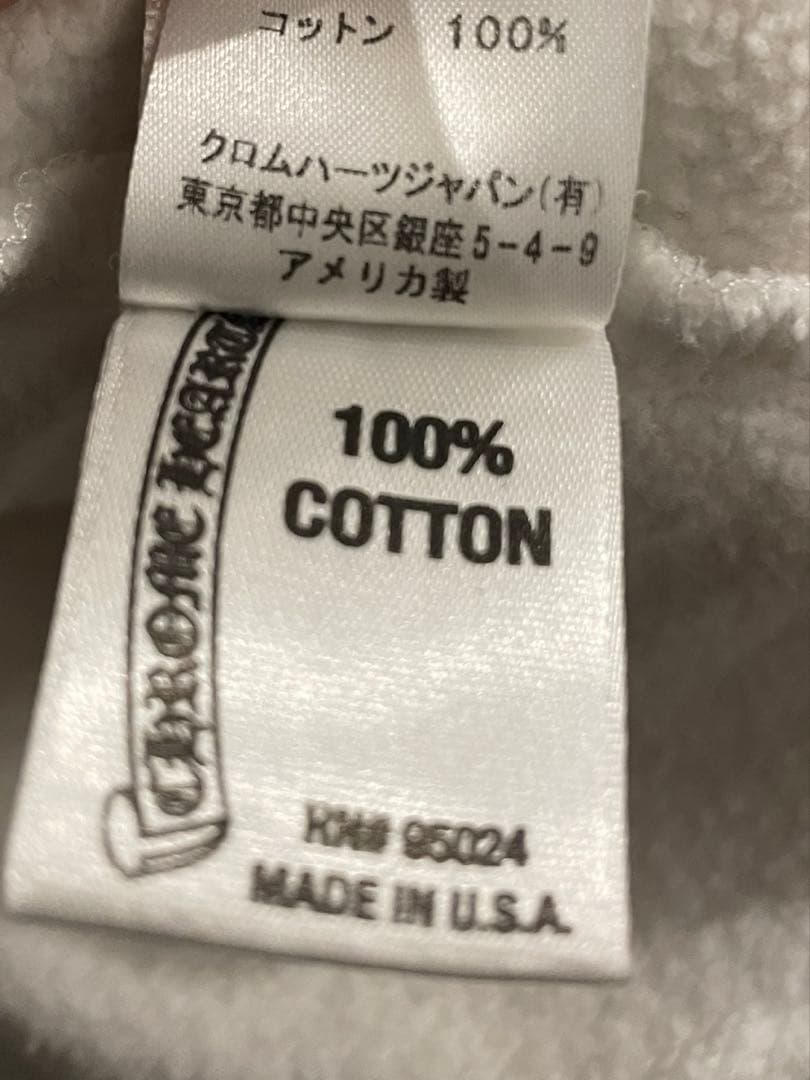 コットン 100%
クロムハーツジャパン(有)
東京都中央区銀座5-4-9
アメリカ製
CHROME HEARTS
100%
COTTON
RN# 95024
MADE IN U.S.A.